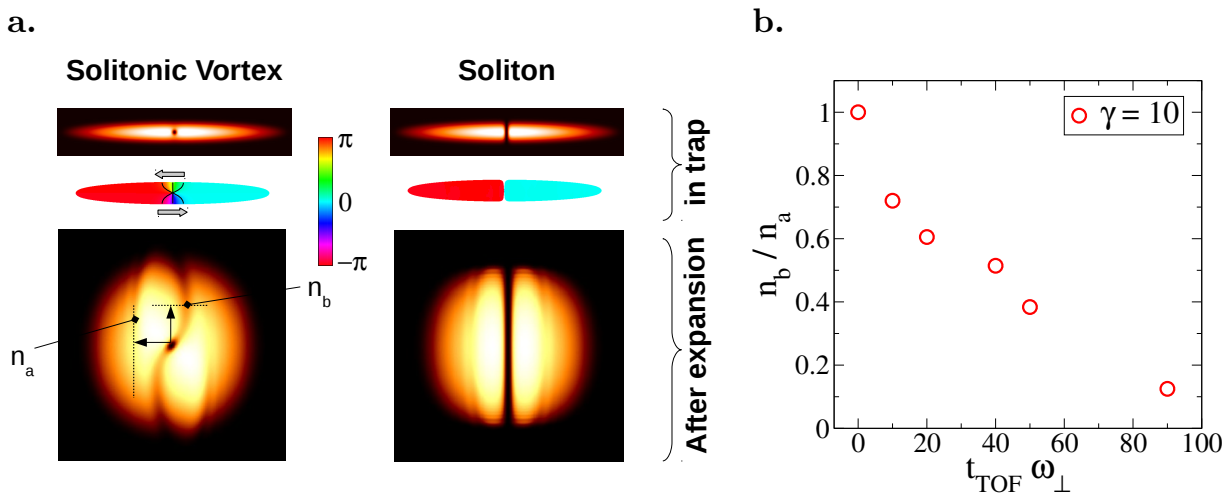 a.
Solitonic Vortex
Soliton
π
0
−π
n_b
n_a
in trap
After expansion
b.
γ = 10
1
0.8
0.6
0.4
0.2
0
n_b / n_a
0 20 40 60 80 100
t_TOF ω_⊥